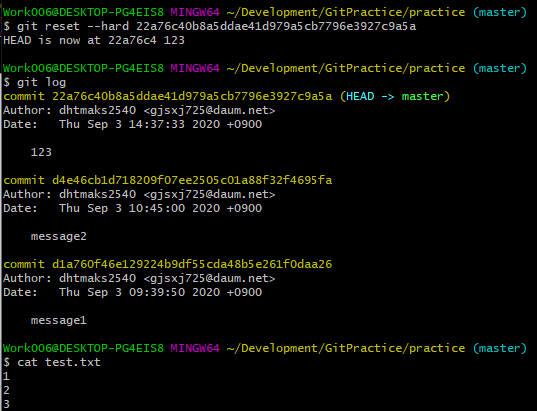 Work006@DESKTOP-PG4EIS8 MINGW64 ~/Development/GitPractice/practice (master)
$ git reset --hard 22a76c40b8a5ddae41d979a5cb7796e3927c9a5a
HEAD is now at 22a76c4 123
Work006@DESKTOP-PG4EIS8 MINGW64 ~/Development/GitPractice/practice (master)
$ git log
commit 22a76c40b8a5ddae41d979a5cb7796e3927c9a5a (HEAD -> master)
Author: dhtmaks2540 <gjsxj725@daum.net>
Date:   Thu Sep 3 14:37:33 2020 +0900
123
commit d4e46cb1d718209f07ee2505c01a88f32f4695fa
Author: dhtmaks2540 <gjsxj725@daum.net>
Date:   Thu Sep 3 10:45:00 2020 +0900
message2
commit d1a760f46e129224b9df55cda48b5e261f0daa26
Author: dhtmaks2540 <gjsxj725@daum.net>
Date:   Thu Sep 3 09:39:50 2020 +0900
message1
Work006@DESKTOP-PG4EIS8 MINGW64 ~/Development/GitPractice/practice (master)
$ cat test.txt
1
2
3